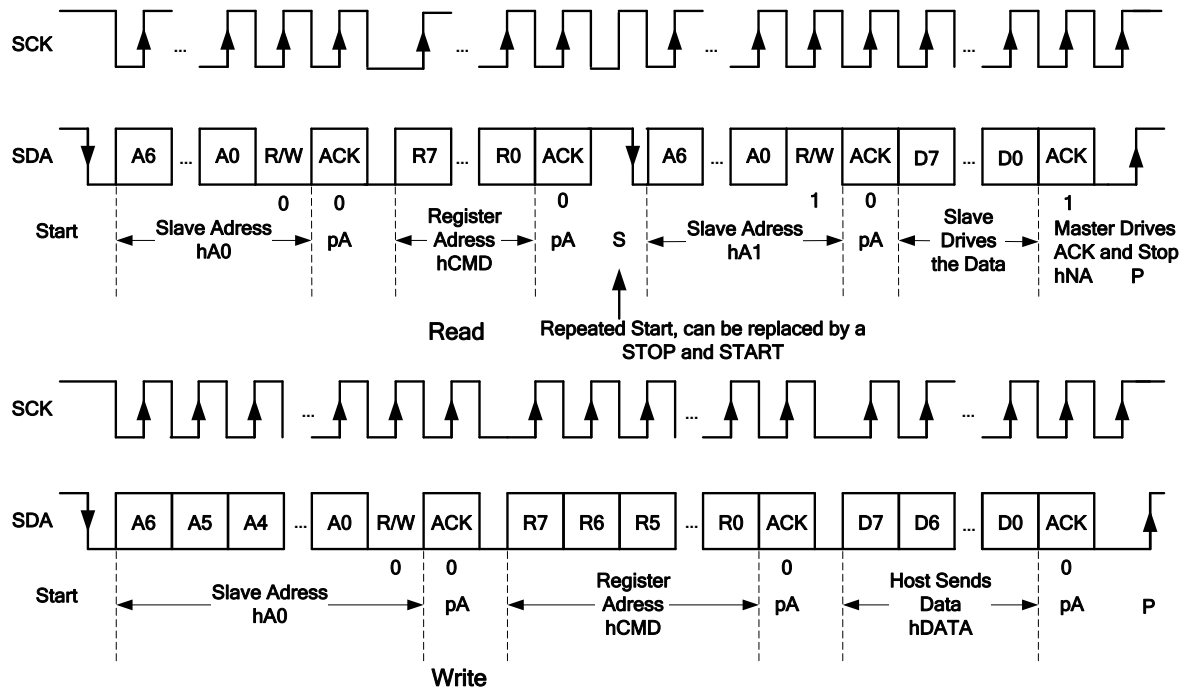 SCK ... ... ... ...
SDA A6 ... A0 R/W ACK R7 ... R0 ACK A6 ... A0 R/W ACK D7 ... D0 ACK
0 0 0 1 0 1
Start Slave Adress hA0 pA Register Adress hCMD pA S Slave Adress hA1 pA Slave Drives the Data Master Drives ACK and Stop hNA P
Read
Repeated Start, can be replaced by a
STOP and START
SCK ... ... ...
SDA A6 A5 A4 ... A0 R/W ACK R7 R6 R5 ... R0 ACK D7 D6 ... D0 ACK
0 0 0 0
Start Slave Adress hA0 pA Register Adress hCMD pA Host Sends Data hDATA pA P
Write